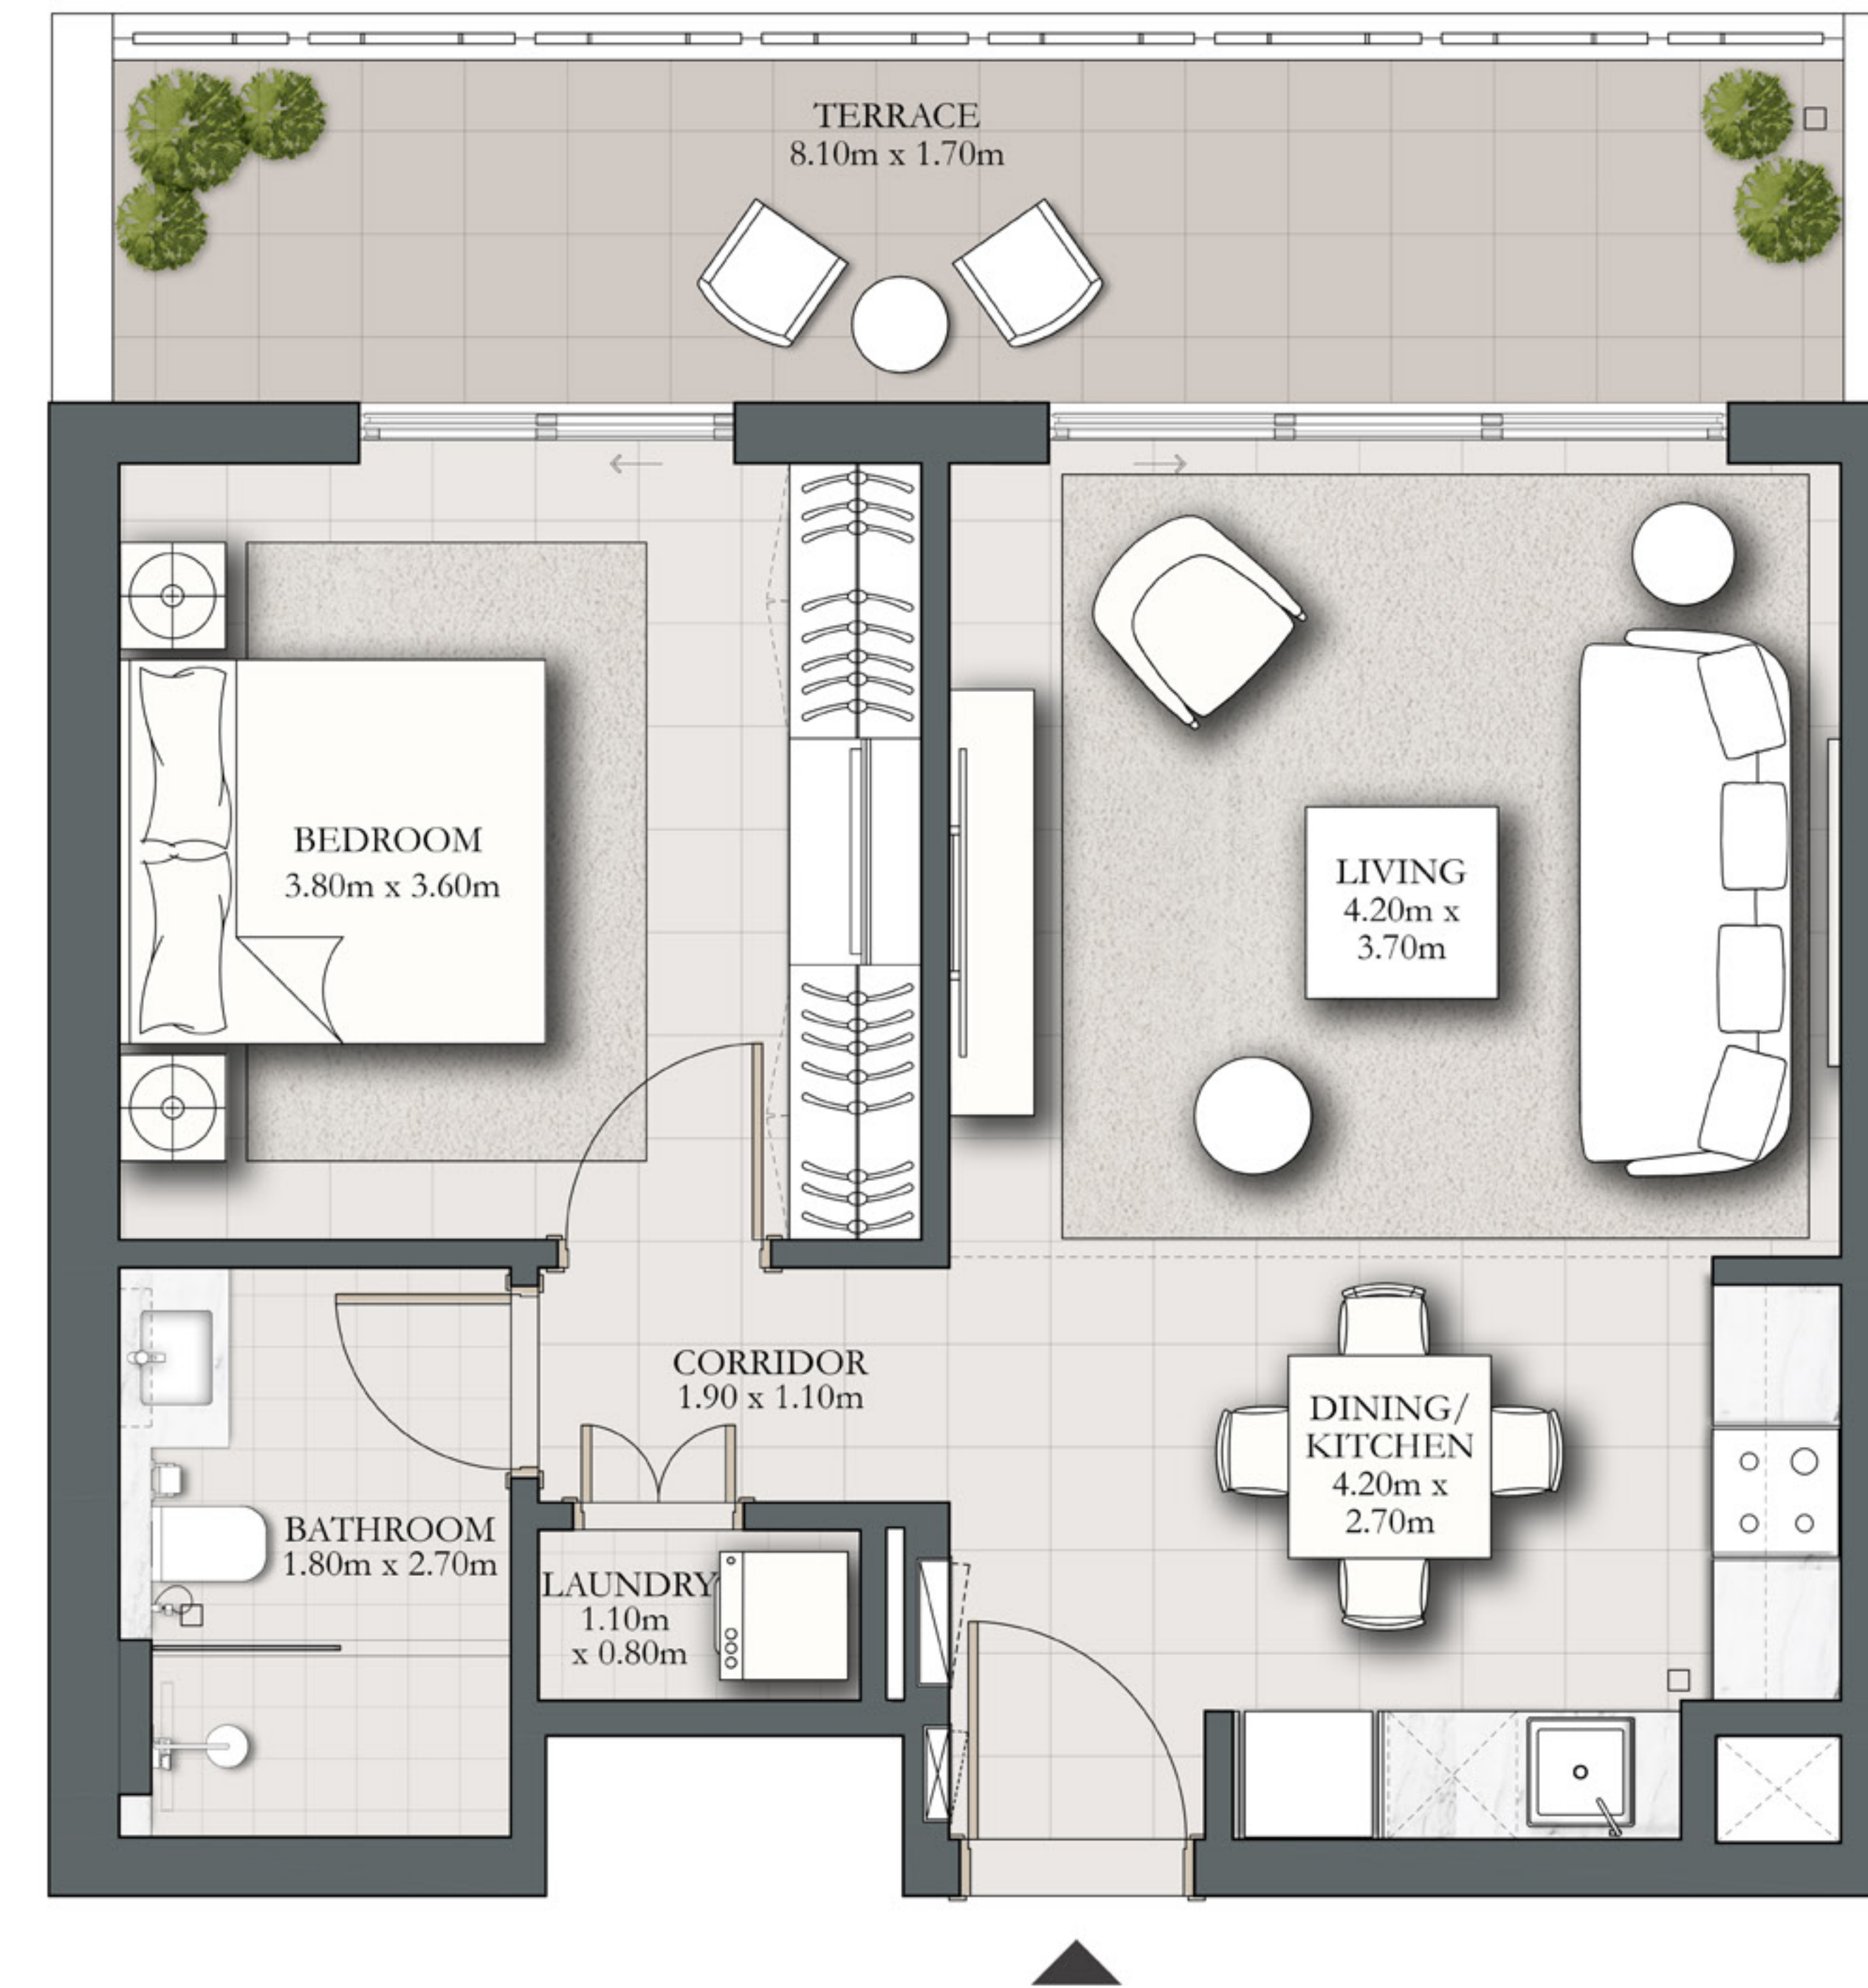 TERRACE
8.10m x 1.70m
BEDROOM
3.80m x 3.60m
LIVING
4.20m x
3.70m
CORRIDOR
1.90 x 1.10m
DINING/
KITCHEN
4.20m x
2.70m
BATHROOM
1.80m x 2.70m
LAUNDRY
1.10m
x 0.80m